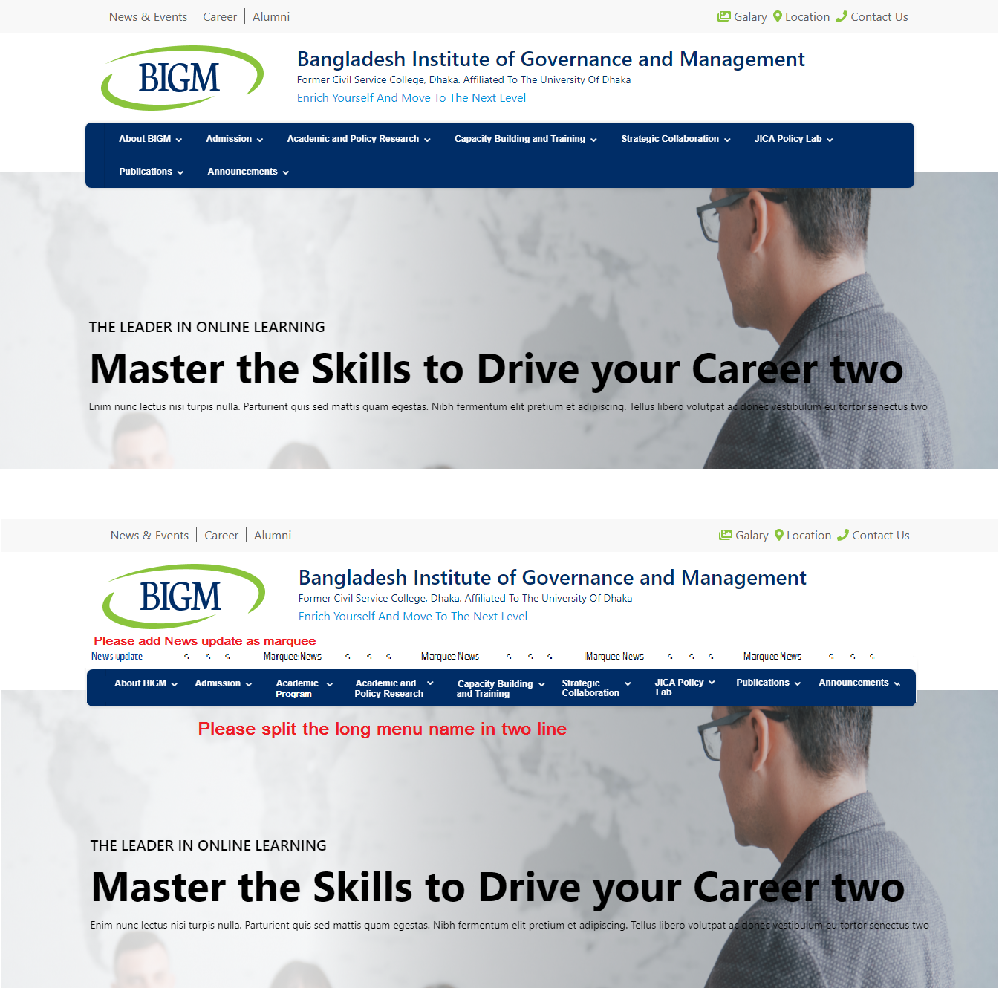 News & Events Career Alumni Galary Location Contact Us
BIGM
Bangladesh Institute of Governance and Management
Former Civil Service College, Dhaka. Affiliated To The University Of Dhaka
Enrich Yourself And Move To The Next Level
About BIGM Admission Academic and Policy Research Capacity Building and Training Strategic Collaboration JICA Policy Lab
Publications Announcements
THE LEADER IN ONLINE LEARNING
Master the Skills to Drive your Career two
Enim nunc lectus nisi turpis nulla. Parturient quis sed mattis quam egestas. Nibh fermentum elit pretium et adipiscing. Tellus libero volutpat ac donec vestibulum eu tortor senectus two
News & Events Career Alumni Galary Location Contact Us
BIGM
Bangladesh Institute of Governance and Management
Former Civil Service College, Dhaka. Affiliated To The University Of Dhaka
Enrich Yourself And Move To The Next Level
Please add News update as marquee
News update -----<------<-----<----------- Marquee News --------<------<-----<---------- Marquee News --------<------<-----<----------- Marquee News --------<------<-----<----------- Marquee News --------<------<-----<---------
About BIGM Admission Academic Program Academic and Policy Research Capacity Building and Training Strategic Collaboration JICA Policy Lab Publications Announcements
Please split the long menu name in two line
THE LEADER IN ONLINE LEARNING
Master the Skills to Drive your Career two
Enim nunc lectus nisi turpis nulla. Parturient quis sed mattis quam egestas. Nibh fermentum elit pretium et adipiscing. Tellus libero volutpat ac donec vestibulum eu tortor senectus two